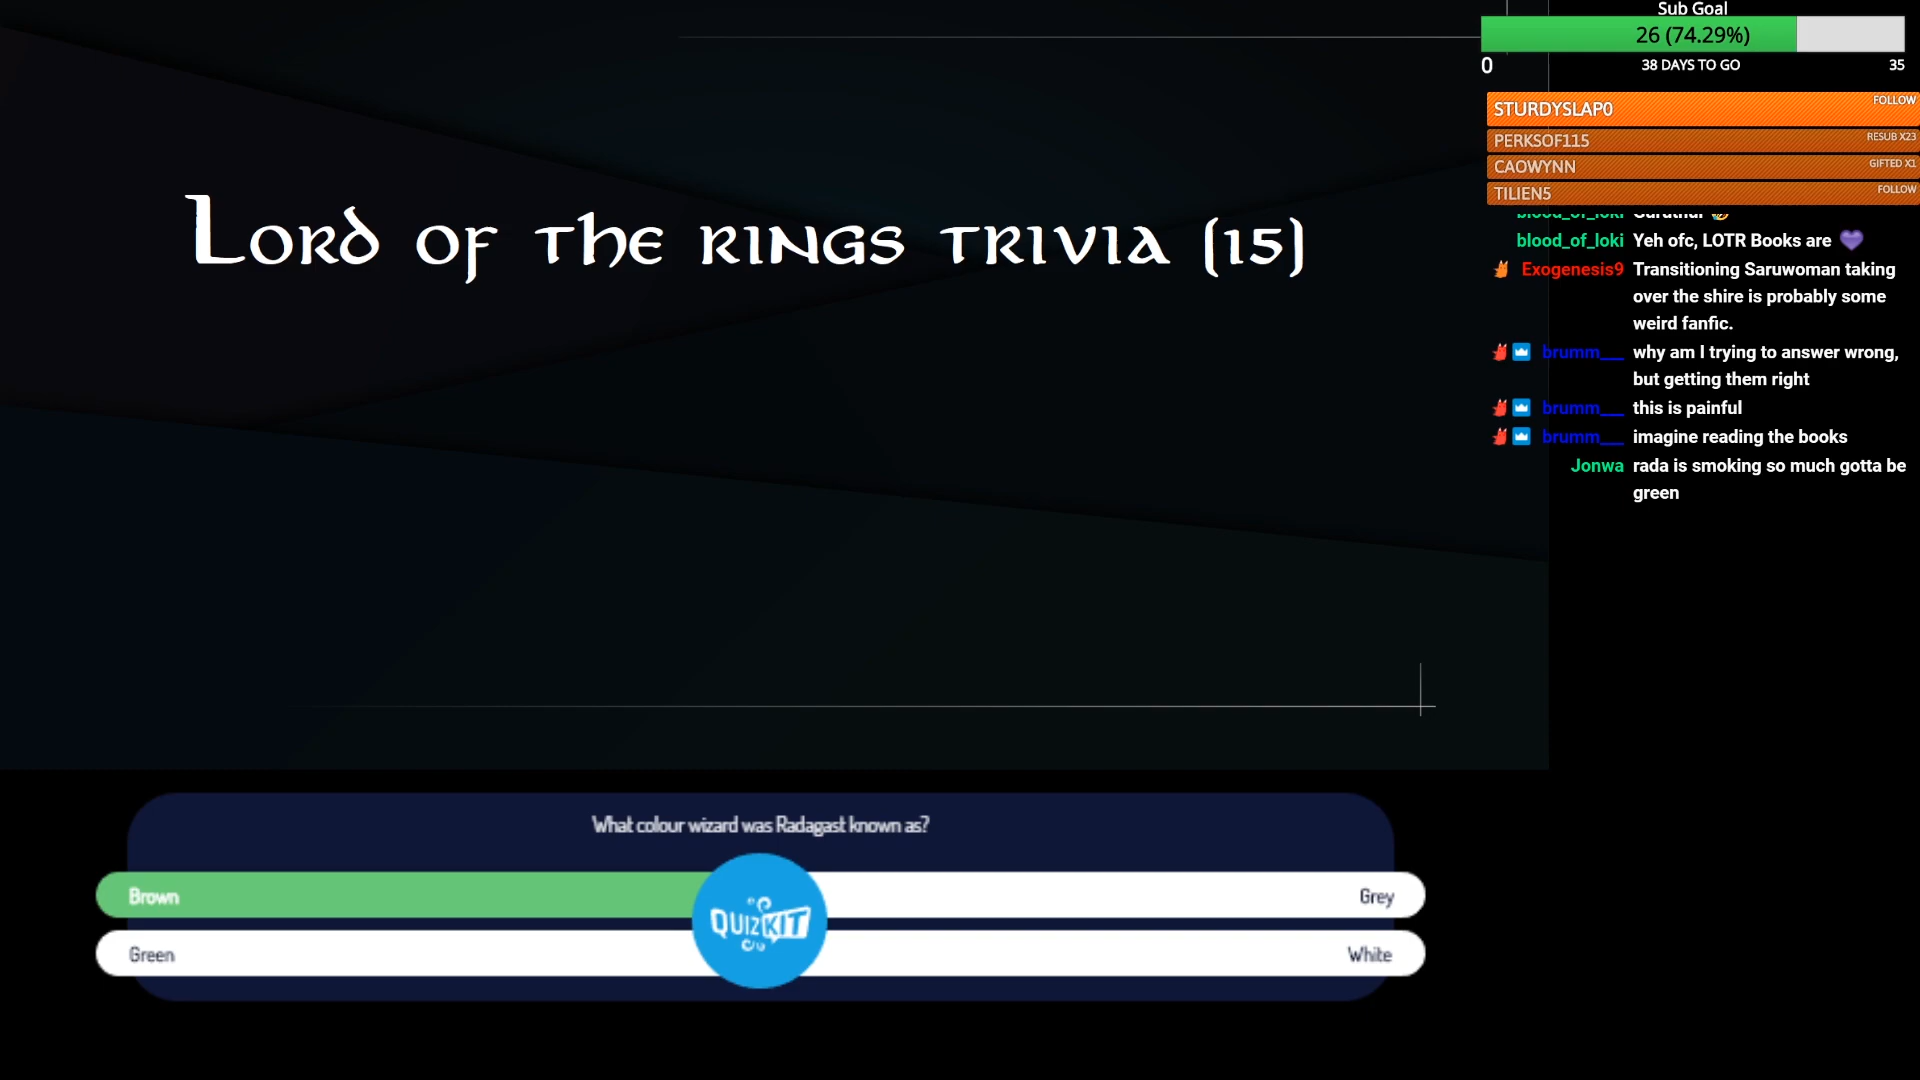 Sub Goal
26 (74.29%)
0 38 DAYS TO GO 35
STURDYSLAP0 FOLLOW
PERKSOF115 RESUB X23
CAOWYNN GIFTED X1
TILIEN5 FOLLOW
Lord of the rings trivia (15)
blood_of_loki
blood_of_loki Yeh ofc, LOTR Books are 💜
Exogenesis9 Transitioning Saruwoman taking
over the shire is probably some
weird fanfic.
brumm___ why am I trying to answer wrong,
but getting them right
brumm___ this is painful
brumm___ imagine reading the books
Jonwa rada is smoking so much gotta be
green
What colour wizard was Radagast known as?
Brown Grey
QUIZKIT
Green White